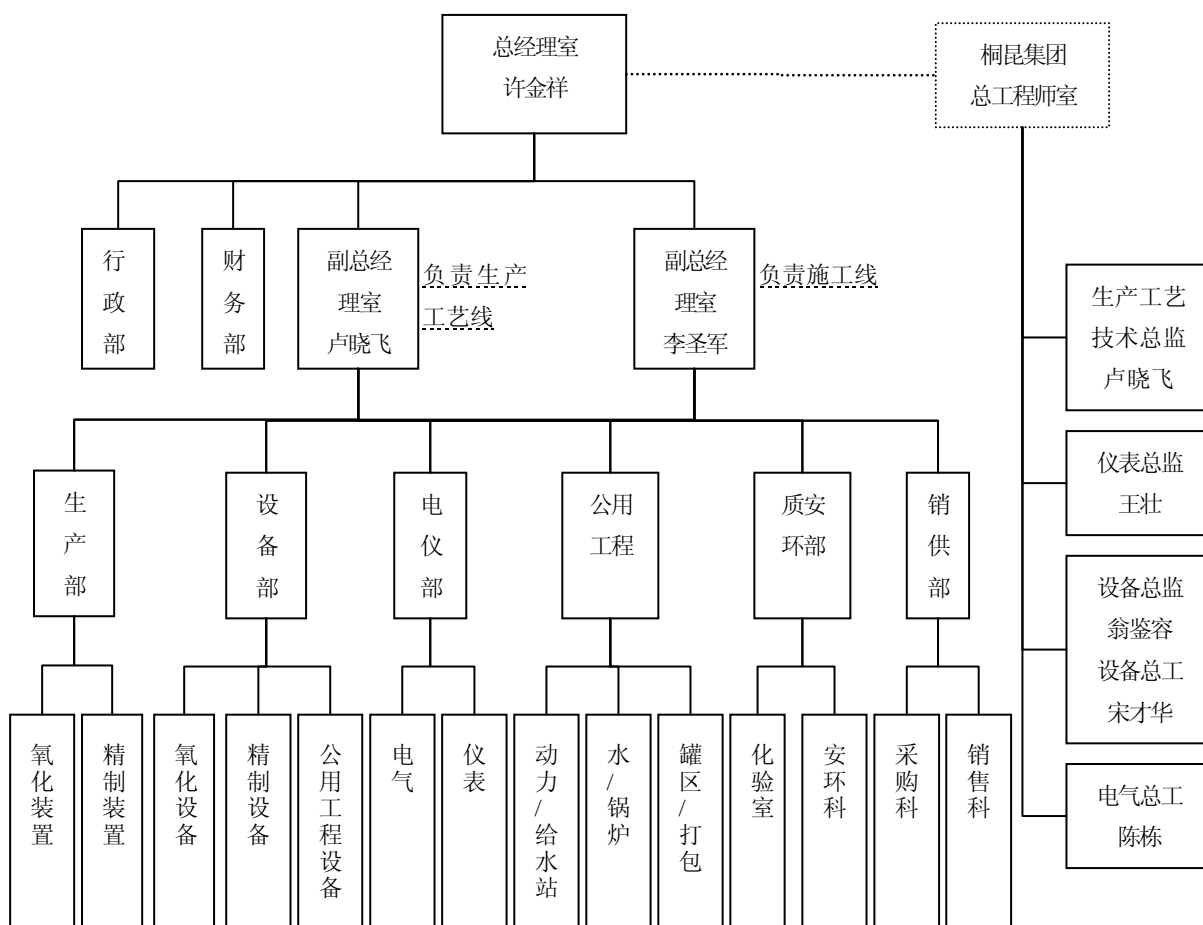 总经理室
许金祥
桐昆集团
总工程师室
行政部
财务部
副总经
理室
卢晓飞
负责生产
工艺线
副总经
理室
李圣军
负责施工线
生产工艺
技术总监
卢晓飞
仪表总监
王壮
设备总监
翁鉴容
设备总工
宋才华
电气总工
陈栋
生产部
设备部
电仪部
公用
工程
质安
环部
销供部
氧化装置
精制装置
氧化设备
精制设备
公用工程设备
电气
仪表
动力/给水站
水/锅炉
罐区/打包
化验室
安环科
采购科
销售科